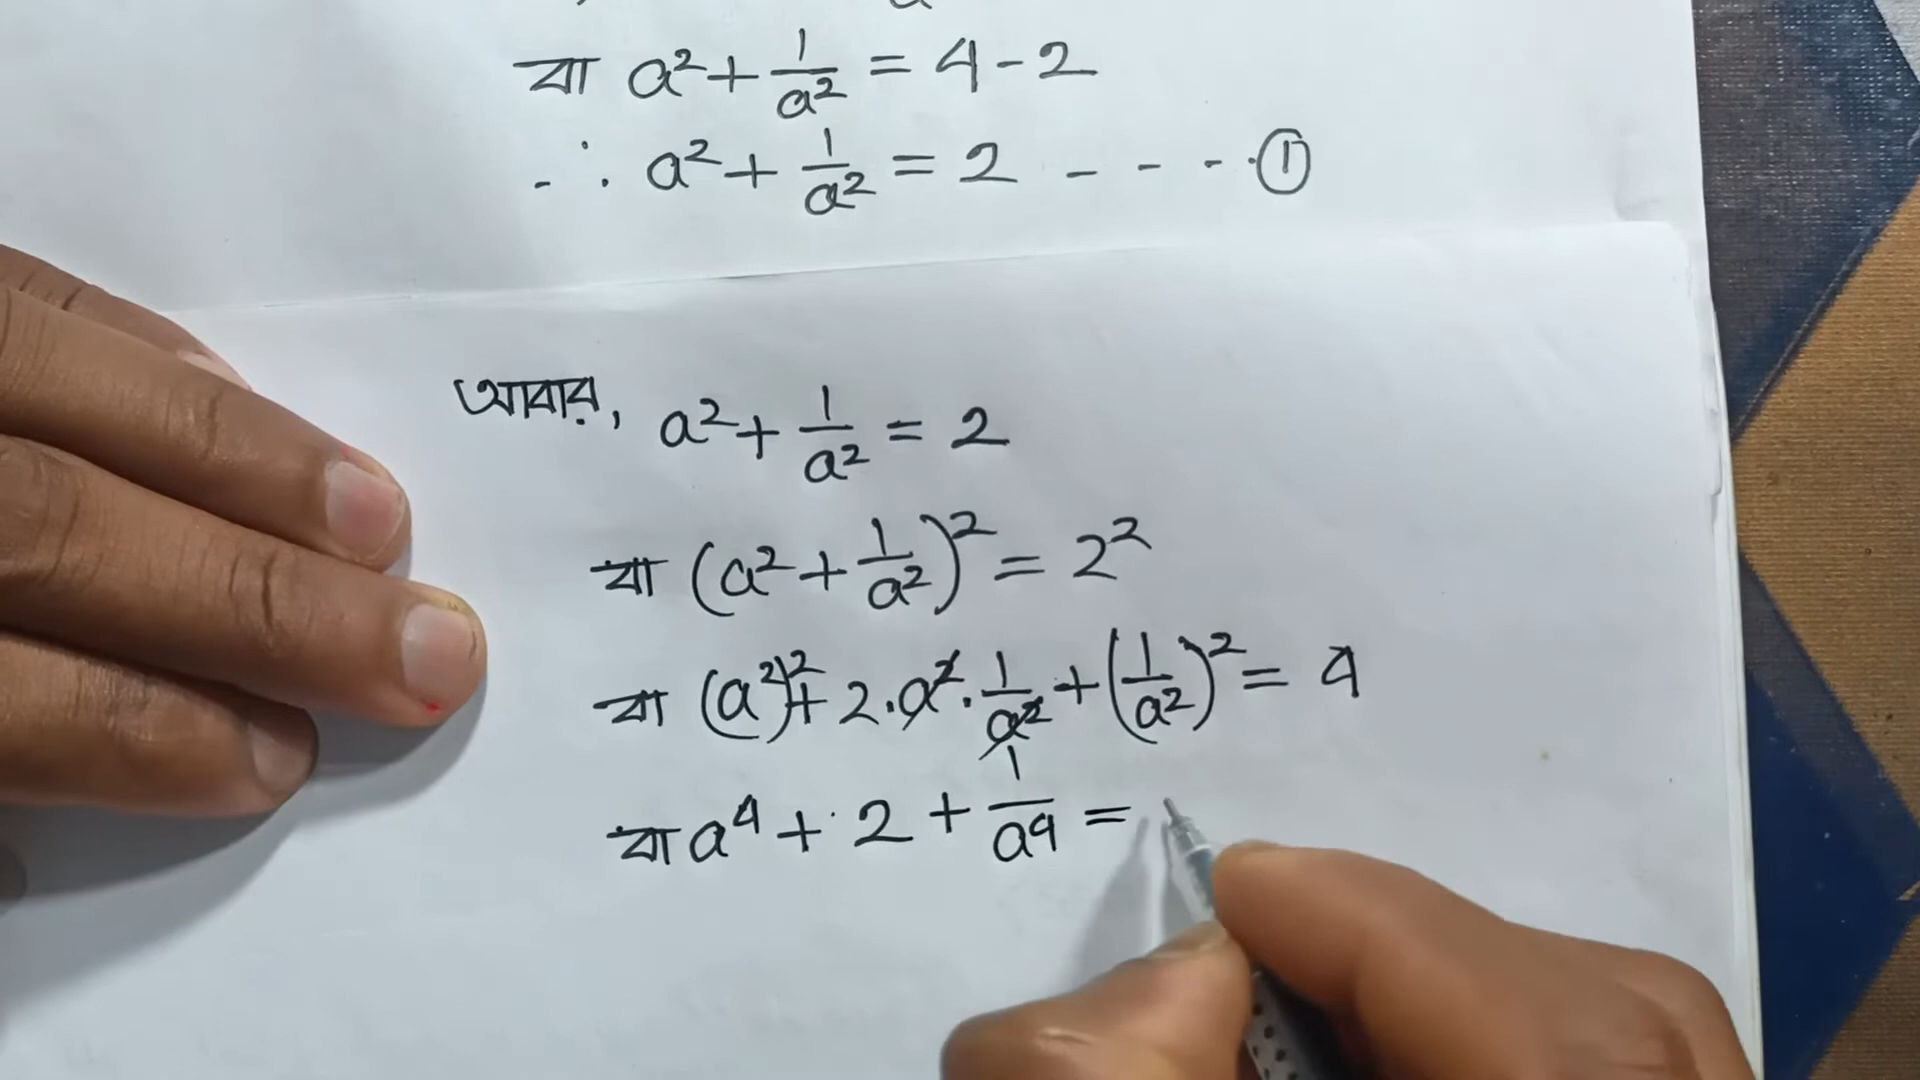 যা a² + 1/a² = 4 - 2
∴ a² + 1/a² = 2 - - - ①
আবার, a² + 1/a² = 2
যা (a² + 1/a²)² = 2²
যা (a²)² + 2 · a² · 1/a² + (1/a²)² = 4
যা a⁴ + 2 + 1/a⁴ =